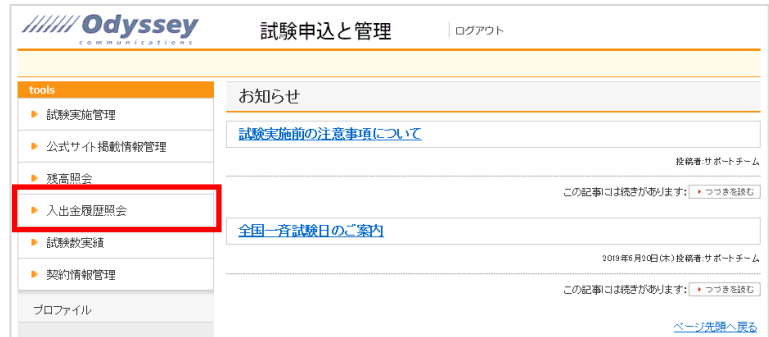 Odyssey
communications
試験申込と管理
ログアウト
tools
試験実施管理
公式サイト掲載情報管理
残高照会
入出金履歴照会
試験数実績
契約情報管理
プロファイル
お知らせ
試験実施前の注意事項について
投稿者:サポートチーム
この記事には続きがあります: つづきを読む
全国一斉試験日のご案内
2019年6月20日(木)投稿者:サポートチーム
この記事には続きがあります: つづきを読む
ページ先頭へ戻る